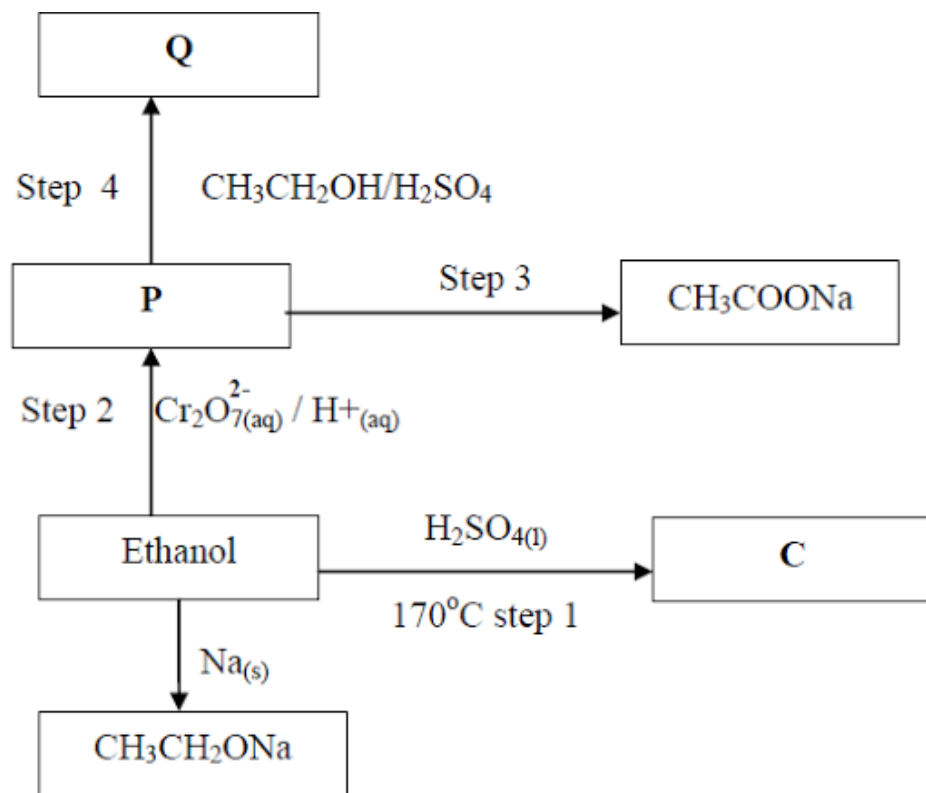 Q
Step 4 CH₃CH₂OH/H₂SO₄
P
Step 3
CH₃COONa
Step 2 Cr₂O₇²⁻(aq) / H+(aq)
Ethanol
H₂SO₄(l)
170°C step 1
C
Na(s)
CH₃CH₂ONa